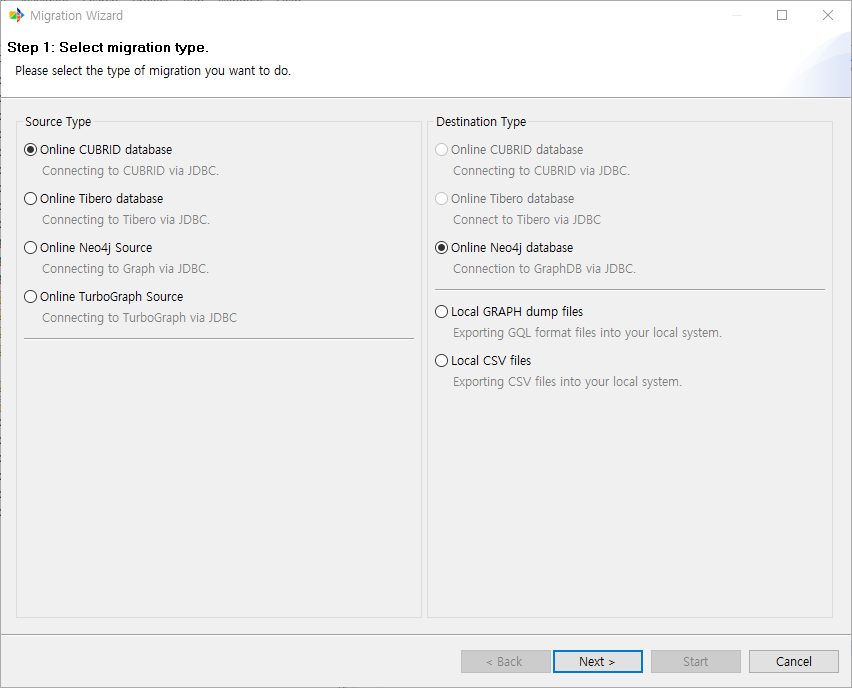 Migration Wizard
Step 1: Select migration type.
Please select the type of migration you want to do.
Source Type
Online CUBRID database
Connecting to CUBRID via JDBC.
Online Tibero database
Connecting to Tibero via JDBC.
Online Neo4j Source
Connecting to Graph via JDBC.
Online TurboGraph Source
Connecting to TurboGraph via JDBC
Destination Type
Online CUBRID database
Connecting to CUBRID via JDBC.
Online Tibero database
Connect to Tibero via JDBC
Online Neo4j database
Connection to GraphDB via JDBC.
Local GRAPH dump files
Exporting GQL format files into your local system.
Local CSV files
Exporting CSV files into your local system.
< Back
Next >
Start
Cancel